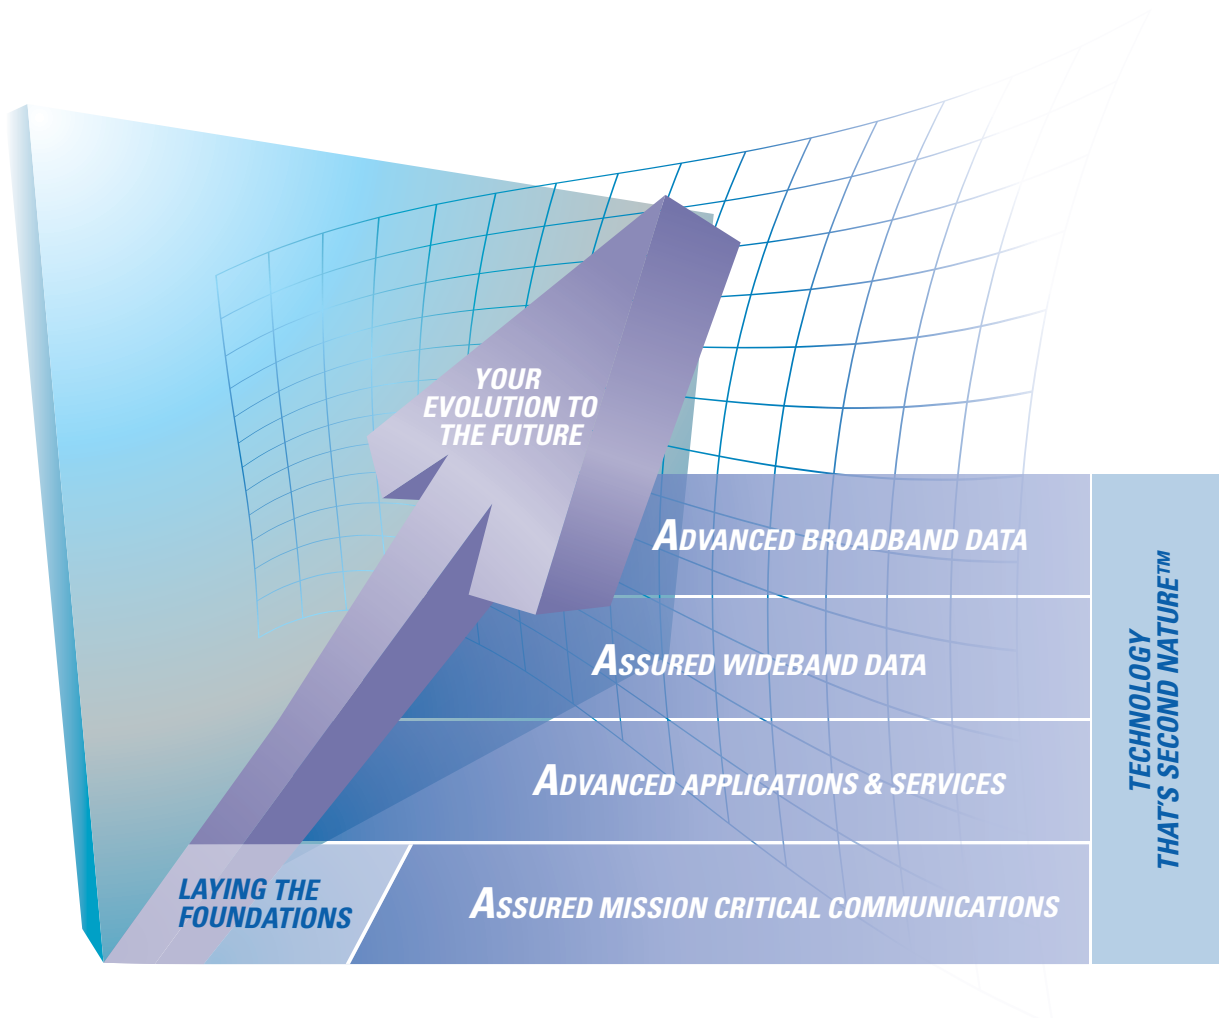 YOUR
EVOLUTION TO
THE FUTURE
ADVANCED BROADBAND DATA
ASSURED WIDEBAND DATA
ADVANCED APPLICATIONS & SERVICES
LAYING THE
FOUNDATIONS
ASSURED MISSION CRITICAL COMMUNICATIONS
TECHNOLOGY
THAT'S SECOND NATURE™